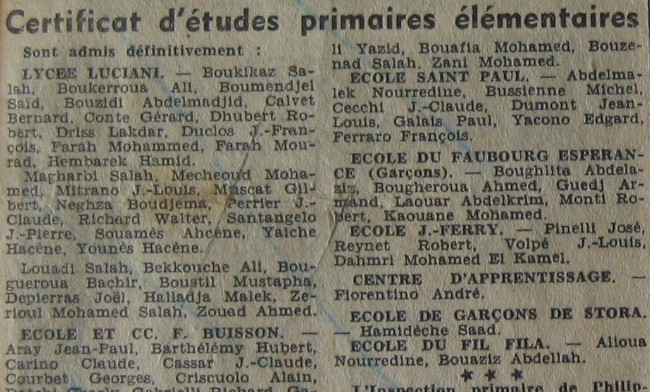 Certificat d'études primaires élémentaires
Sont admis définitivement :
LYCEE LUCIANI. — Boukikaz Sa-
lah, Boukerroua Ali, Boumendjel
Saïd, Bouzidi Abdelmadjid, Calvet
Bernard, Conte Gérard, Dhubert Ro-
bert, Driss Lakdar, Duclos J.-Fran-
çois, Farah Mohammed, Farah Mou-
rad, Hembarek Hamid.
Magharbi Salah, Mecheoud Moha-
med, Mitrano J.-Louis, Muscat Gil-
bert, Neghza Boudjema, Perrier J.-
Claude, Richard Walter, Santangelo
J.-Pierre, Souamès Ahcène, Yaïche
Hacène, Younès Hacène.
Louadi Salah, Bekkouche Ali, Bou-
gueroua Bachir, Boustil Mustapha,
Depierras Joël, Halladja Malek, Ze-
rioul Mohamed Salah, Zouad Ahmed.
ECOLE ET CC. F. BUISSON. —
Aray Jean-Paul, Barthélémy Hubert,
Carino Claude, Cassar J.-Claude,
Courbet Georges, Criscuolo Alain,
li Yazid, Bouafia Mohamed, Bouze-
nad Salah, Zani Mohamed.
ECOLE SAINT PAUL. — Abdelma-
lek Nourredine, Bussienne Michel,
Cecchi J.-Claude, Dumont Jean-
Louis, Galais Paul, Yacono Edgard,
Ferraro François.
ECOLE DU FAUBOURG ESPERAN-
CE (Garçons). — Boughlita Abdela-
ziz, Bougheroua Ahmed, Guedj Ar-
mand, Laouar Abdelkrim, Monti Ro-
bert, Kaouane Mohamed.
ECOLE J.-FERRY. — Pinelli José,
Reynet Robert, Volpé J.-Louis,
Dahmri Mohamed El Kamel.
CENTRE D'APPRENTISSAGE. —
Fiorentino André.
ECOLE DE GARÇONS DE STORA.
— Hamidèche Saad.
ECOLE DU FIL FILA. — Alioua
Nourredine, Bouaziz Abdellah.
★ ★ ★
L'Inspection primaire de Philip-